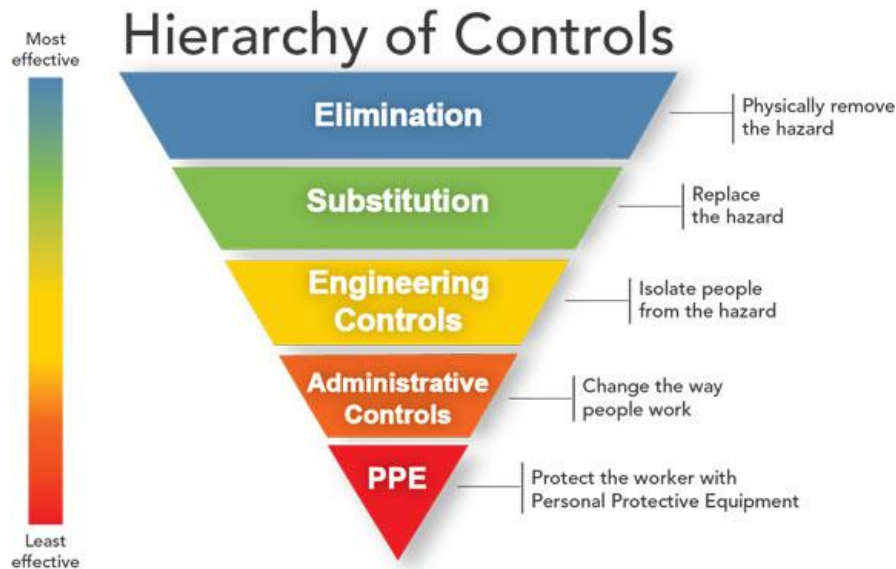 Hierarchy of Controls
Most
effective
Elimination
Physically remove
the hazard
Substitution
Replace
the hazard
Engineering
Controls
Isolate people
from the hazard
Administrative
Controls
Change the way
people work
PPE
Protect the worker with
Personal Protective Equipment
Least
effective